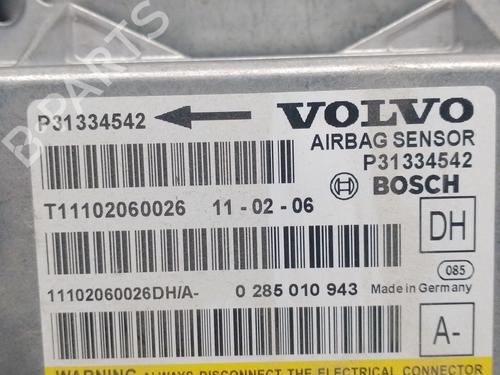 B-PARTS
P31334542
VOLVO
AIRBAG SENSOR
P31334542
BOSCH
T11102060026 11-02-06
DH
085
11102060026DH/A- 0 285 010 943 Made in Germany
A-
WARNING ALWAYS DISCONNECT THE ELECTRICAL CONNECTOR